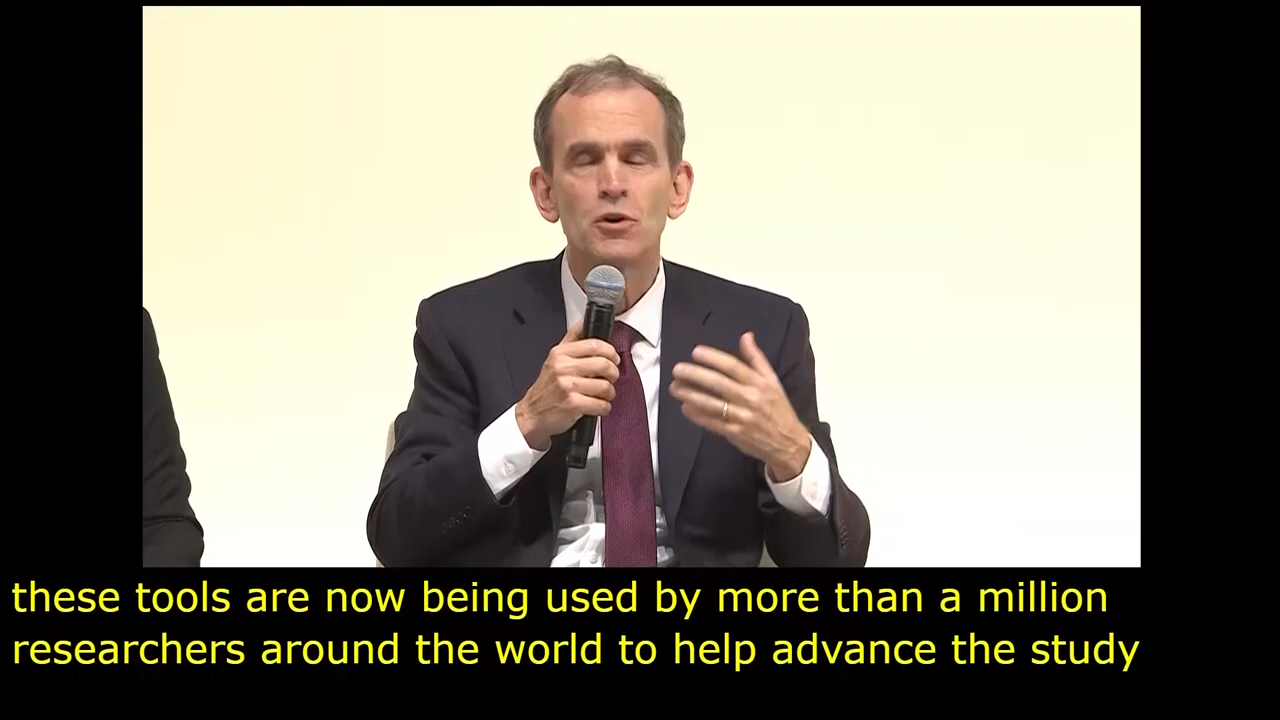 these tools are now being used by more than a million
researchers around the world to help advance the study